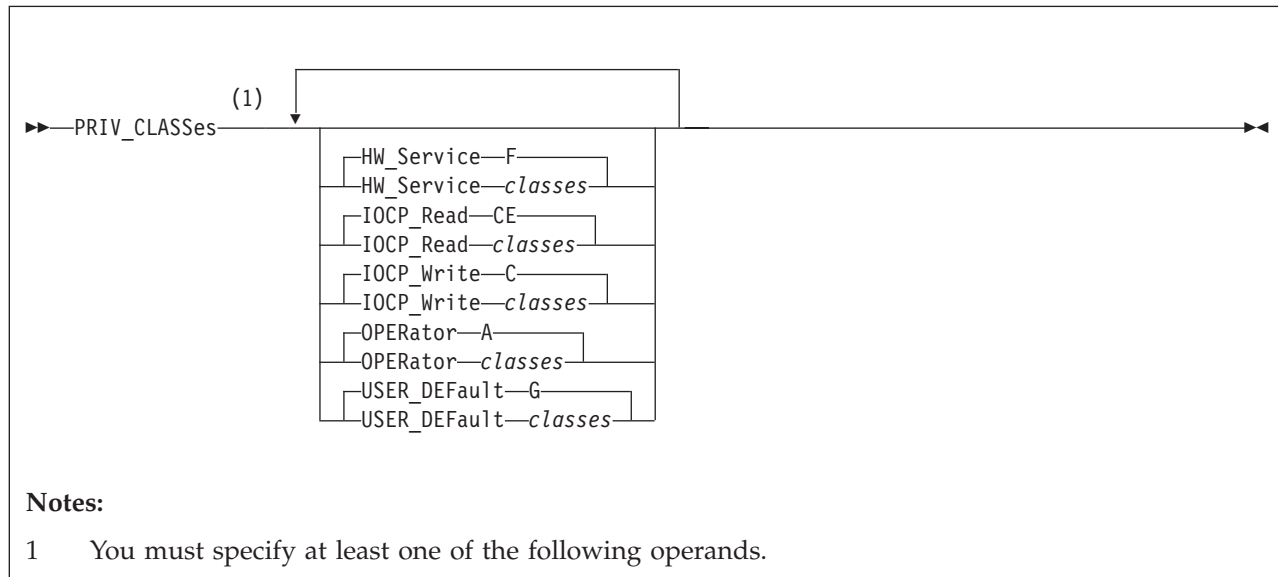 (1)
PRIV_CLASSes
HW_Service F
HW_Service classes
IOCP_Read CE
IOCP_Read classes
IOCP_Write C
IOCP_Write classes
OPERator A
OPERator classes
USER_DEFault G
USER_DEFault classes
Notes:
1 You must specify at least one of the following operands.